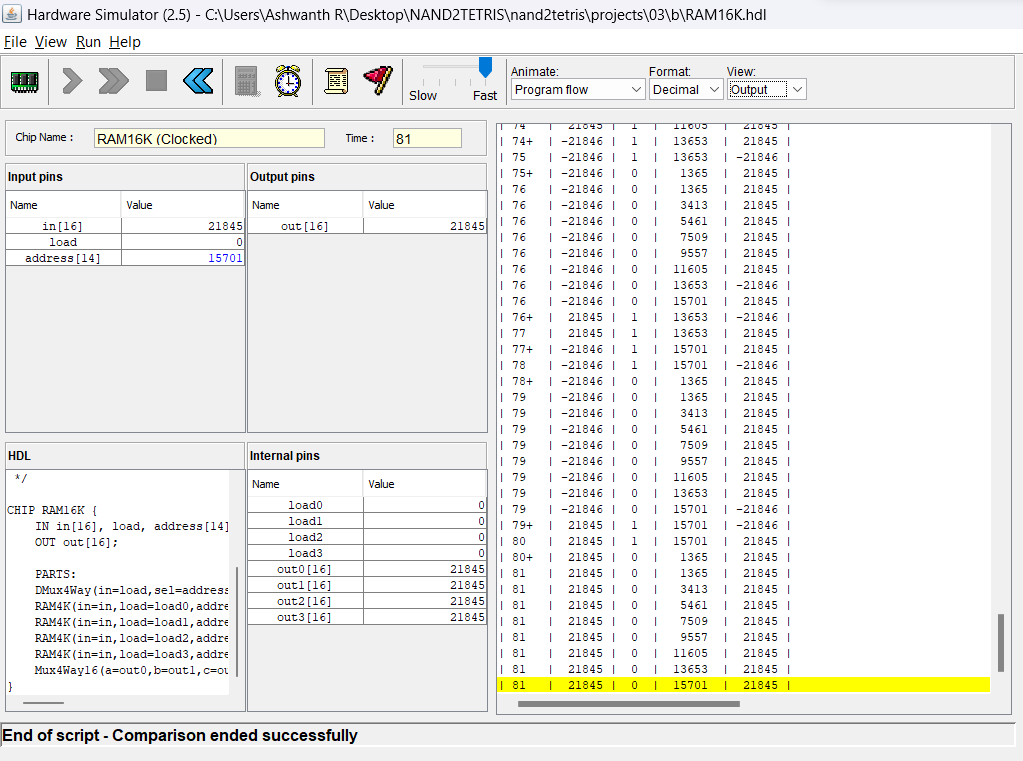 Hardware Simulator (2.5) - C:\Users\Ashwanth R\Desktop\NAND2TETRIS\nand2tetris\projects\03\b\RAM16K.hdl
File View Run Help
Slow Fast
Animate: Format: View:
Program flow Decimal Output
Chip Name : RAM16K (Clocked) Time : 81
Input pins
Name Value
in[16] 21845
load 0
address[14] 15701
Output pins
Name Value
out[16] 21845
HDL
*/
CHIP RAM16K {
IN in[16], load, address[14]
OUT out[16];
PARTS:
DMux4Way(in=load,sel=address
RAM4K(in=in,load=load0,addre
RAM4K(in=in,load=load1,addre
RAM4K(in=in,load=load2,addre
RAM4K(in=in,load=load3,addre
Mux4Way16(a=out0,b=out1,c=ou
}
Internal pins
Name Value
load0 0
load1 0
load2 0
load3 0
out0[16] 21845
out1[16] 21845
out2[16] 21845
out3[16] 21845
| 74 | 21845 | 1 | 11605 | 21845 |
| 74+ | -21846 | 1 | 13653 | 21845 |
| 75 | -21846 | 1 | 13653 | -21846 |
| 75+ | -21846 | 0 | 1365 | 21845 |
| 76 | -21846 | 0 | 1365 | 21845 |
| 76 | -21846 | 0 | 3413 | 21845 |
| 76 | -21846 | 0 | 5461 | 21845 |
| 76 | -21846 | 0 | 7509 | 21845 |
| 76 | -21846 | 0 | 9557 | 21845 |
| 76 | -21846 | 0 | 11605 | 21845 |
| 76 | -21846 | 0 | 13653 | -21846 |
| 76 | -21846 | 0 | 15701 | 21845 |
| 76+ | 21845 | 1 | 13653 | -21846 |
| 77 | 21845 | 1 | 13653 | 21845 |
| 77+ | -21846 | 1 | 15701 | 21845 |
| 78 | -21846 | 1 | 15701 | -21846 |
| 78+ | -21846 | 0 | 1365 | 21845 |
| 79 | -21846 | 0 | 1365 | 21845 |
| 79 | -21846 | 0 | 3413 | 21845 |
| 79 | -21846 | 0 | 5461 | 21845 |
| 79 | -21846 | 0 | 7509 | 21845 |
| 79 | -21846 | 0 | 9557 | 21845 |
| 79 | -21846 | 0 | 11605 | 21845 |
| 79 | -21846 | 0 | 13653 | 21845 |
| 79 | -21846 | 0 | 15701 | -21846 |
| 79+ | 21845 | 1 | 15701 | -21846 |
| 80 | 21845 | 1 | 15701 | 21845 |
| 80+ | 21845 | 0 | 1365 | 21845 |
| 81 | 21845 | 0 | 1365 | 21845 |
| 81 | 21845 | 0 | 3413 | 21845 |
| 81 | 21845 | 0 | 5461 | 21845 |
| 81 | 21845 | 0 | 7509 | 21845 |
| 81 | 21845 | 0 | 9557 | 21845 |
| 81 | 21845 | 0 | 11605 | 21845 |
| 81 | 21845 | 0 | 13653 | 21845 |
| 81 | 21845 | 0 | 15701 | 21845 |
End of script - Comparison ended successfully